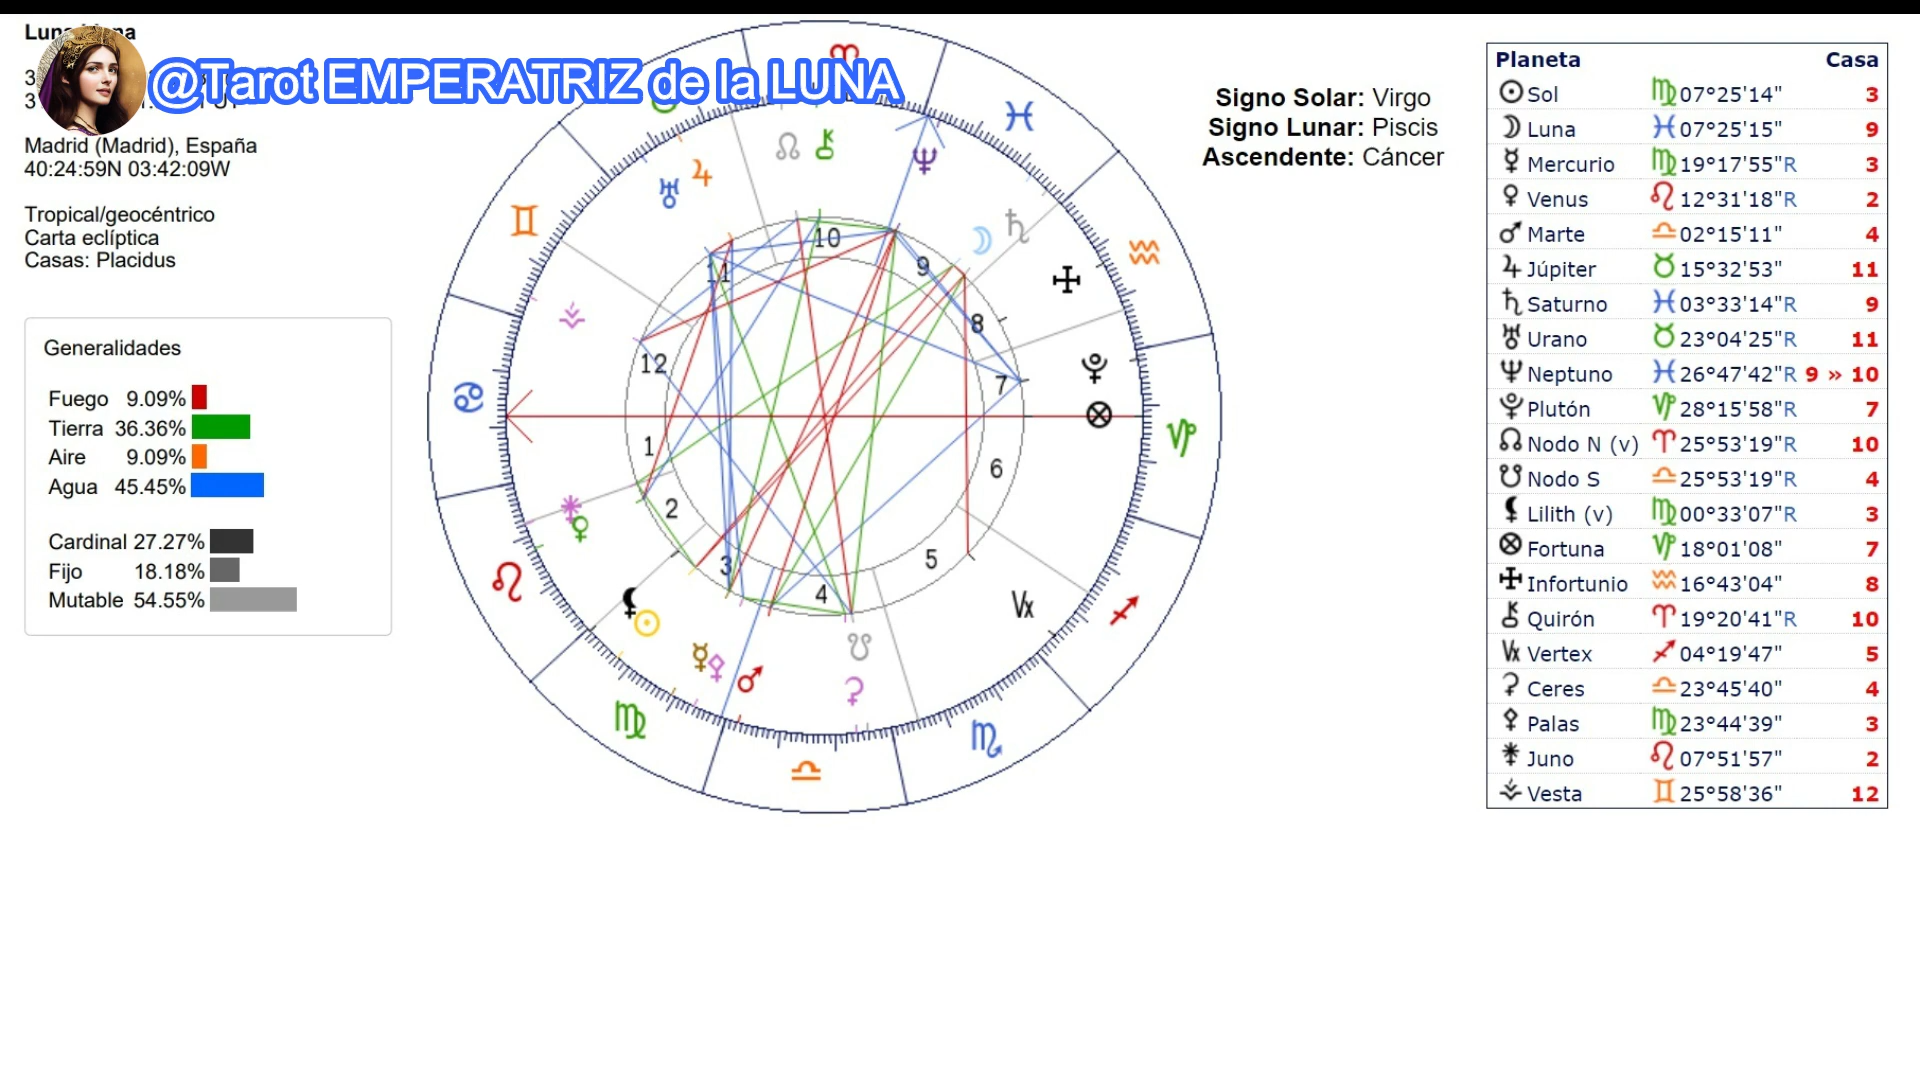 @Tarot EMPERATRIZ de la LUNA
Madrid (Madrid), España
40:24:59N 03:42:09W
Tropical/geocéntrico
Carta eclíptica
Casas: Placidus
Generalidades
Fuego 9.09%
Tierra 36.36%
Aire 9.09%
Agua 45.45%
Cardinal 27.27%
Fijo 18.18%
Mutable 54.55%
10
11
9
8
12
7
1
6
2
5
3
4
Signo Solar: Virgo
Signo Lunar: Piscis
Ascendente: Cáncer
Planeta Casa
☉ Sol ♍ 07°25'14" 3
☽ Luna ♓ 07°25'15" 9
☿ Mercurio ♍ 19°17'55"R 3
♀ Venus ♌ 12°31'18"R 2
♂ Marte ♎ 02°15'11" 4
♃ Júpiter ♉ 15°32'53" 11
♄ Saturno ♓ 03°33'14"R 9
♅ Urano ♉ 23°04'25"R 11
♆ Neptuno ♓ 26°47'42"R 9 » 10
♇ Plutón ♑ 28°15'58"R 7
☊ Nodo N (v) ♈ 25°53'19"R 10
☋ Nodo S ♎ 25°53'19"R 4
⚸ Lilith (v) ♍ 00°33'07"R 3
⊗ Fortuna ♑ 18°01'08" 7
Infortunio ♒ 16°43'04" 8
⚷ Quirón ♈ 19°20'41"R 10
Vx Vertex ♐ 04°19'47" 5
⚳ Ceres ♎ 23°45'40" 4
⚴ Palas ♍ 23°44'39" 3
⚵ Juno ♌ 07°51'57" 2
⚶ Vesta ♊ 25°58'36" 12